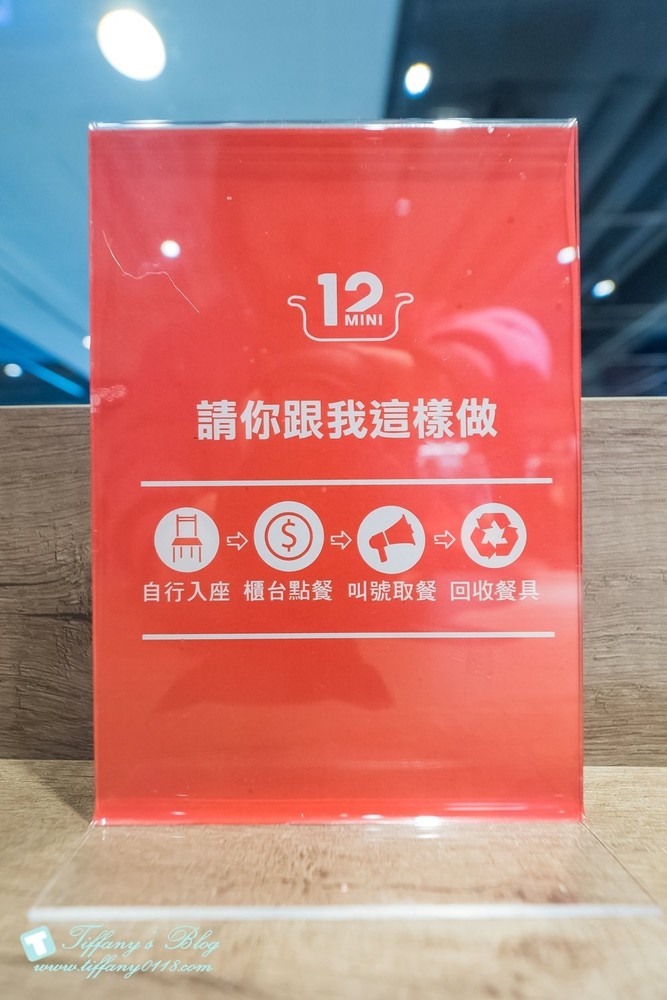 12
MINI
請你跟我這樣做
自行入座 櫃台點餐 叫號取餐 回收餐具
T Tiffany's Blog
www.tiffany0118.com